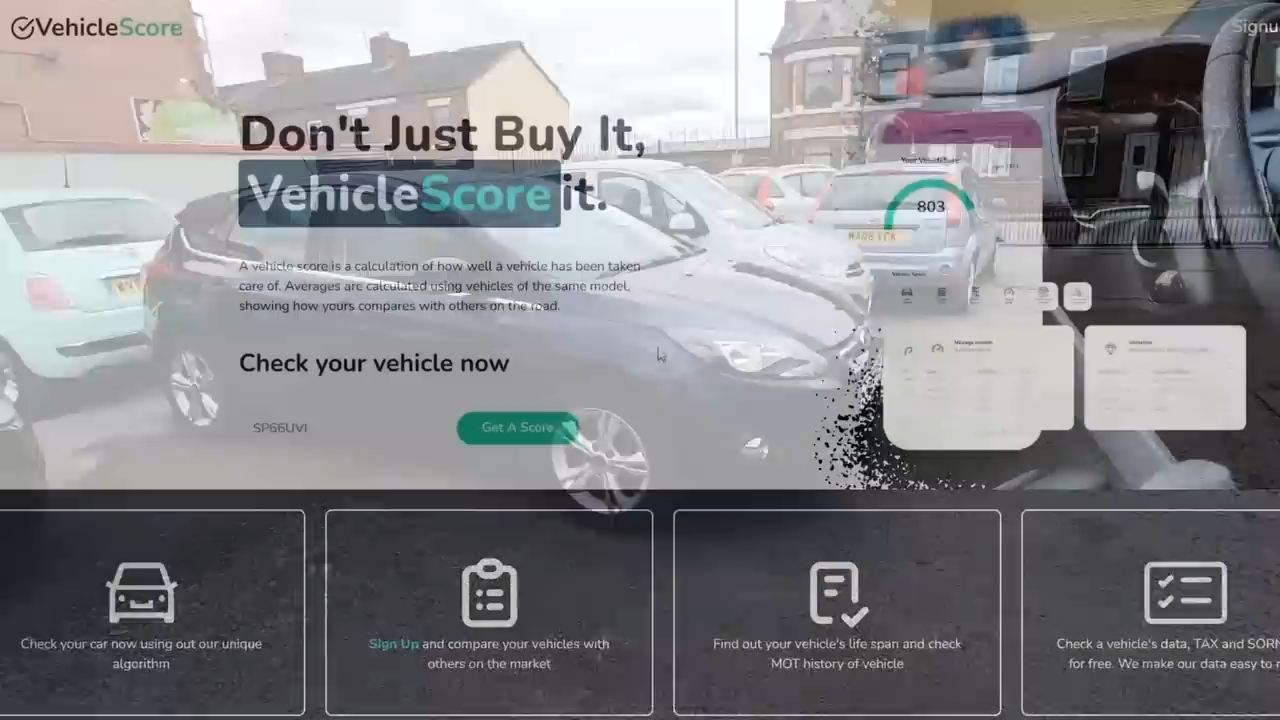 VehicleScore
Signu
Don't Just Buy It,
VehicleScore it.
803
A vehicle score is a calculation of how well a vehicle has been taken
care of. Averages are calculated using vehicles of the same model,
showing how yours compares with others on the road.
Check your vehicle now
SP66UVI
Get A Score
Check your car now using out our unique
algorithm
Sign Up and compare your vehicles with
others on the market
Find out your vehicle's life span and check
MOT history of vehicle
Check a vehicle's data, TAX and SORN
for free. We make our data easy to r